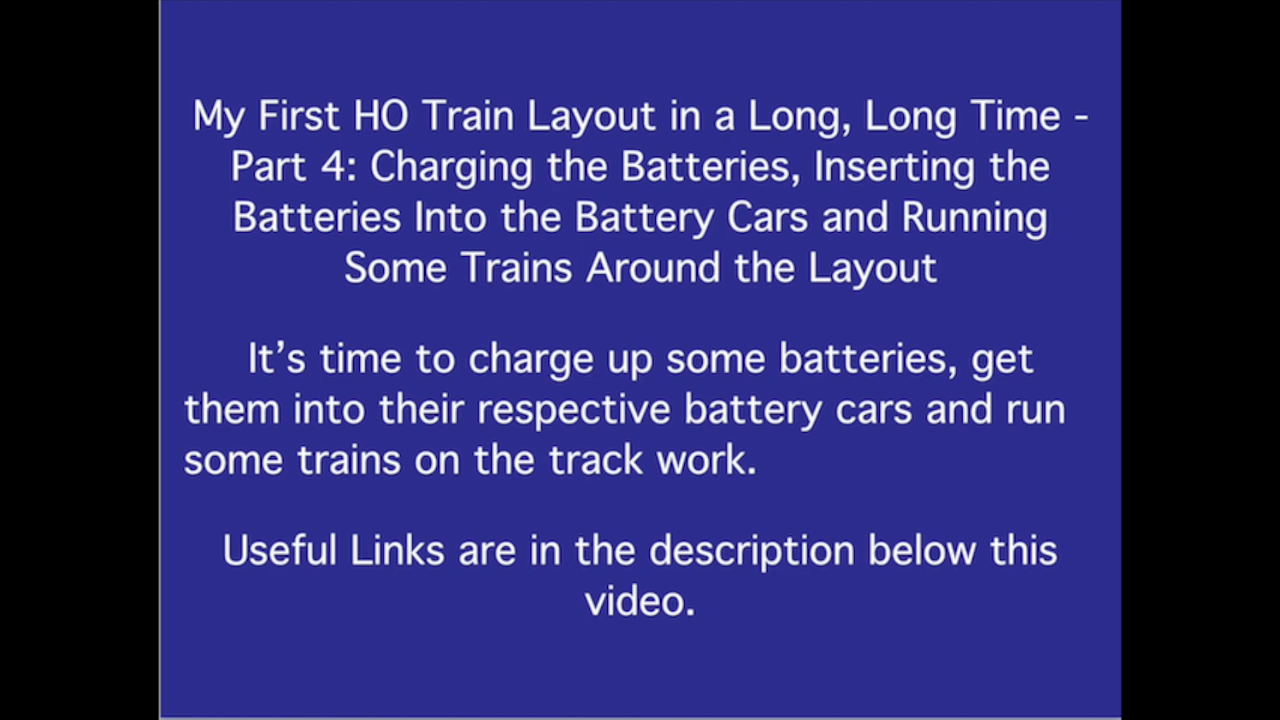 My First HO Train Layout in a Long, Long Time -
Part 4: Charging the Batteries, Inserting the
Batteries Into the Battery Cars and Running
Some Trains Around the Layout
It’s time to charge up some batteries, get
them into their respective battery cars and run
some trains on the track work.
Useful Links are in the description below this
video.